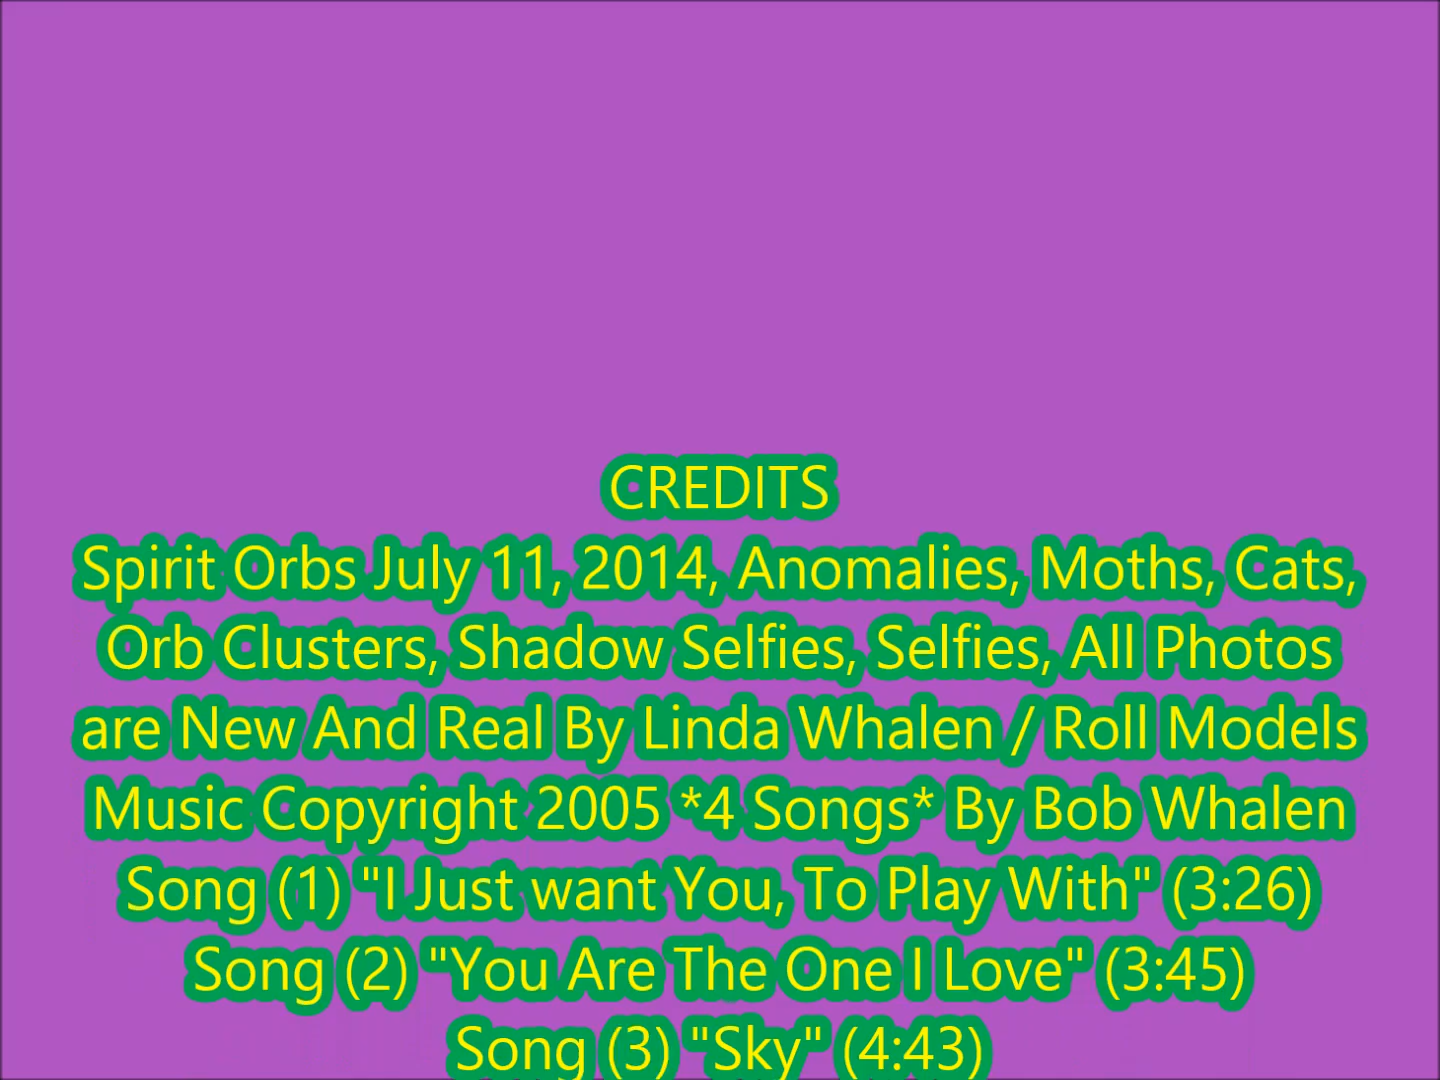 CREDITS
Spirit Orbs July 11, 2014, Anomalies, Moths, Cats,
Orb Clusters, Shadow Selfies, Selfies, All Photos
are New And Real By Linda Whalen / Roll Models
Music Copyright 2005 *4 Songs* By Bob Whalen
Song (1) "I Just want You, To Play With" (3:26)
Song (2) "You Are The One I Love" (3:45)
Song (3) "Sky" (4:43)